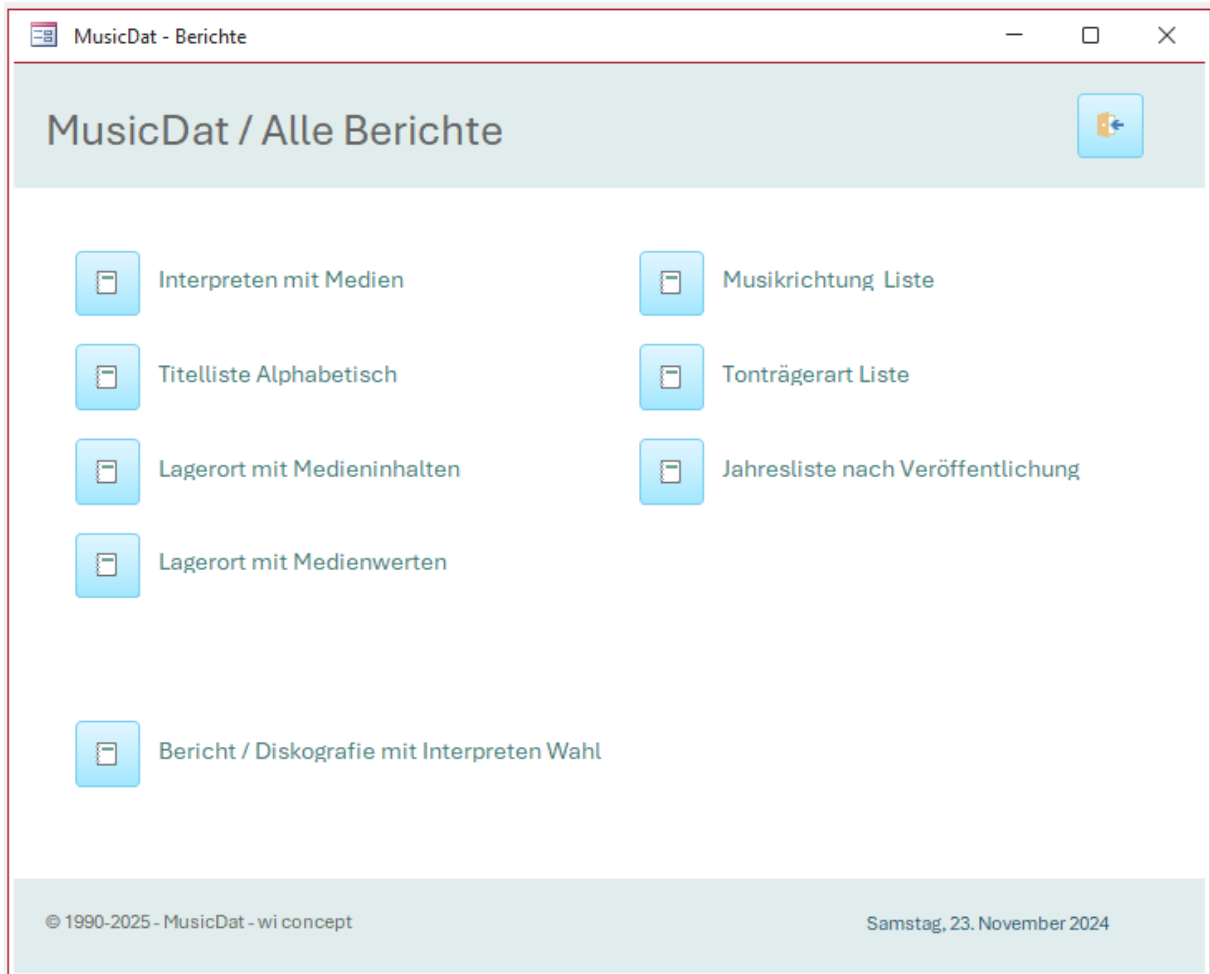 MusicDat - Berichte
MusicDat / Alle Berichte
Interpreten mit Medien
Musikrichtung  Liste
Titelliste Alphabetisch
Tonträgerart Liste
Lagerort mit Medieninhalten
Jahresliste nach Veröffentlichung
Lagerort mit Medienwerten
Bericht / Diskografie mit Interpreten Wahl
© 1990-2025 - MusicDat - wi concept
Samstag, 23. November 2024